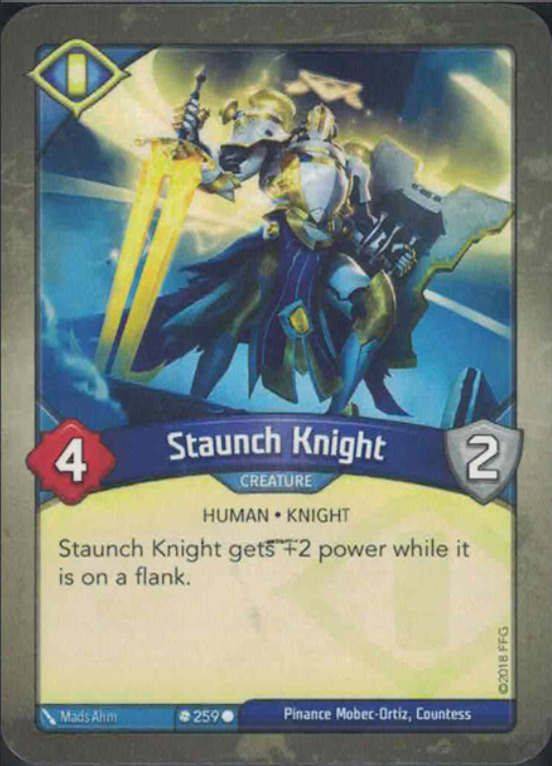 Staunch Knight
4
2
CREATURE
HUMAN • KNIGHT
Staunch Knight gets +2 power while it
is on a flank.
©2018 FFG
Mads Ahm
259
Pinance Mobec-Ortiz, Countess